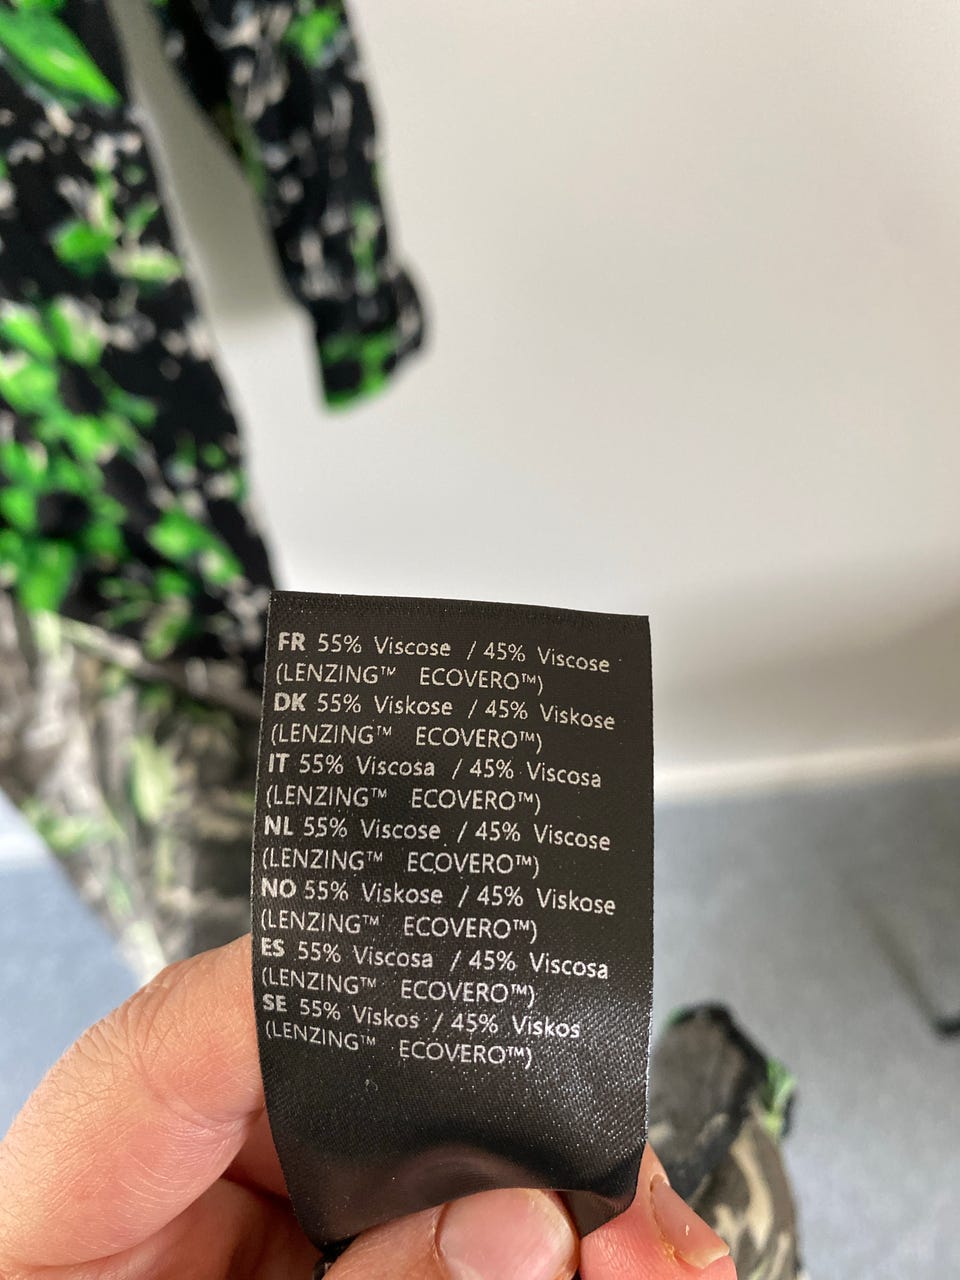 FR 55% Viscose / 45% Viscose
(LENZING™ ECOVERO™)
DK 55% Viskose / 45% Viskose
(LENZING™ ECOVERO™)
IT 55% Viscosa / 45% Viscosa
(LENZING™ ECOVERO™)
NL 55% Viscose / 45% Viscose
(LENZING™ ECOVERO™)
NO 55% Viskose / 45% Viskose
(LENZING™ ECOVERO™)
ES 55% Viscosa / 45% Viscosa
(LENZING™ ECOVERO™)
SE 55% Viskos / 45% Viskos
(LENZING™ ECOVERO™)